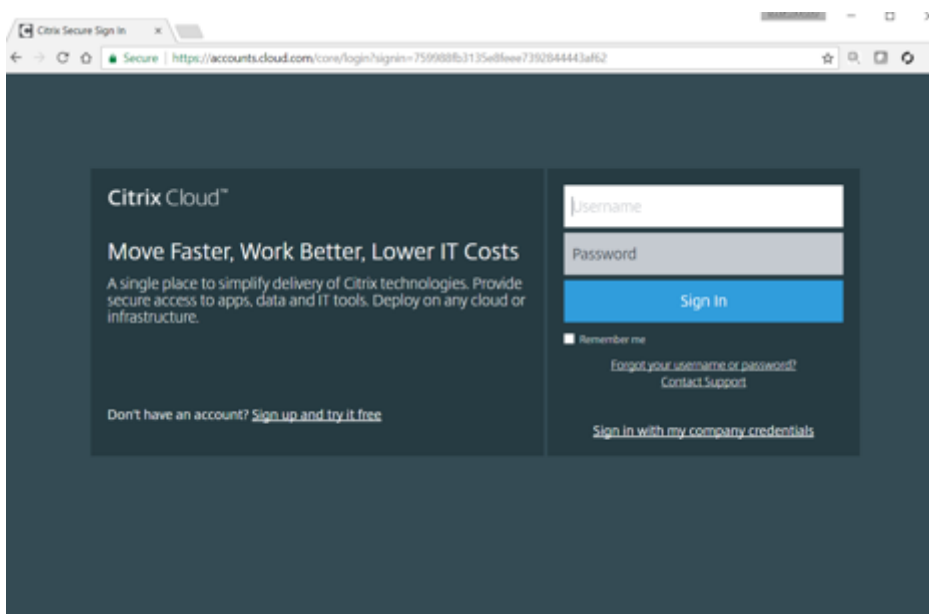 Citrix Secure Sign In
Secure | https://accounts.cloud.com/core/login?signin=759988fb3135e8feee7392844443af62
Citrix Cloud™
Move Faster, Work Better, Lower IT Costs
A single place to simplify delivery of Citrix technologies. Provide
secure access to apps, data and IT tools. Deploy on any cloud or
infrastructure.
Don't have an account? Sign up and try it free
Username
Password
Sign In
Remember me
Forgot your username or password?
Contact Support
Sign in with my company credentials